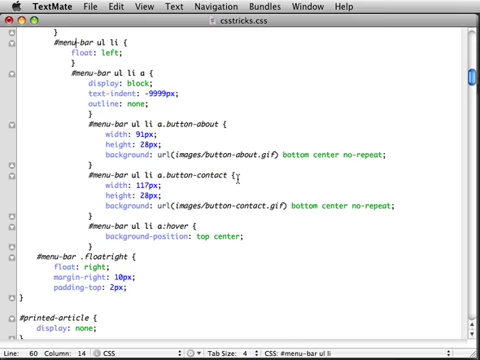 TextMate File Edit View Text Navigation Bundles Window Help
csstricks.css
}
#menu-bar ul li {
float: left;
}
#menu-bar ul li a {
display: block;
text-indent: -9999px;
outline: none;
}
#menu-bar ul li a.button-about {
width: 91px;
height: 28px;
background: url(images/button-about.gif) bottom center no-repeat;
}
#menu-bar ul li a.button-contact {
width: 117px;
height: 28px;
background: url(images/button-contact.gif) bottom center no-repeat;
}
#menu-bar ul li a:hover {
background-position: top center;
}
#menu-bar .floatright {
float: right;
margin-right: 10px;
padding-top: 2px;
}
#printed-article {
display: none;
}
Line: 60 Column: 14 CSS Tab Size: 4 CSS: #menu-bar ul li